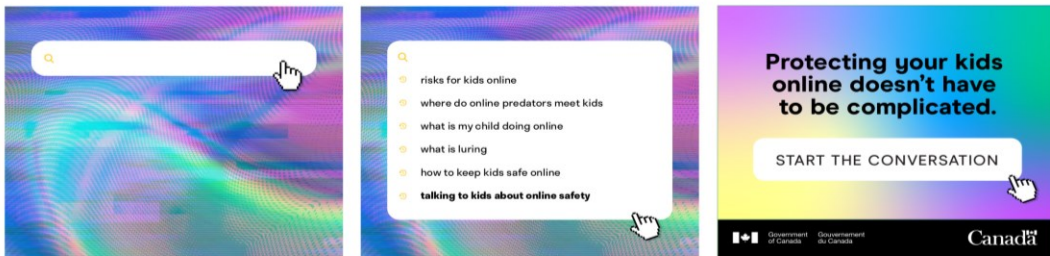 risks for kids online
where do online predators meet kids
what is my child doing online
what is luring
how to keep kids safe online
talking to kids about online safety
Protecting your kids
online doesn't have
to be complicated.
START THE CONVERSATION
Government
of Canada
Gouvernement
du Canada
Canada